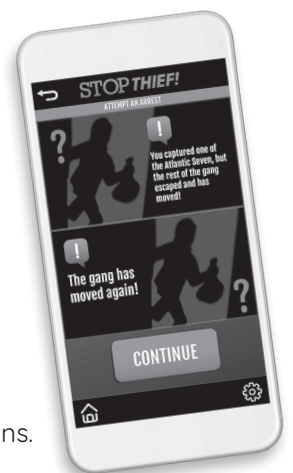 STOP THIEF!
ATTEMPT AN ARREST
?
!
You captured one of
the Atlantic Seven, but
the rest of the gang
escaped and has
moved!
!
The gang has
moved again!
?
CONTINUE
ns.